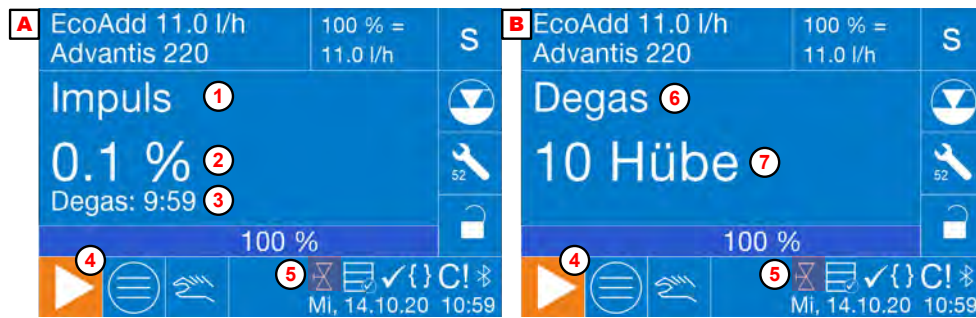 A
EcoAdd 11.0 l/h
Advantis 220
100 % =
11.0 l/h
S
Impuls
1
0.1 %
2
Degas: 9:59
3
52
100 %
4
5
✓{}C!
Mi, 14.10.20 10:59
B
EcoAdd 11.0 l/h
Advantis 220
100 % =
11.0 l/h
S
Degas
6
10 Hübe
7
52
100 %
4
5
✓{}C!
Mi, 14.10.20 10:59